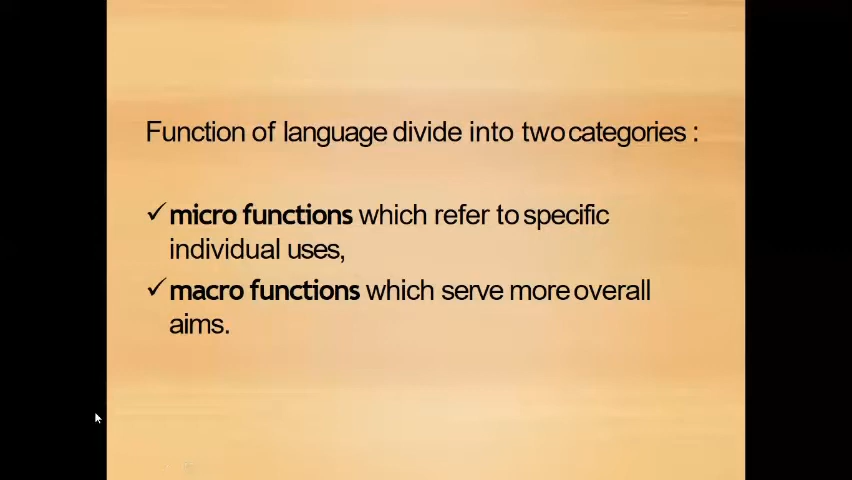 Function of language divide into two categories :
✓ micro functions which refer to specific
individual uses,
✓ macro functions which serve more overall
aims.